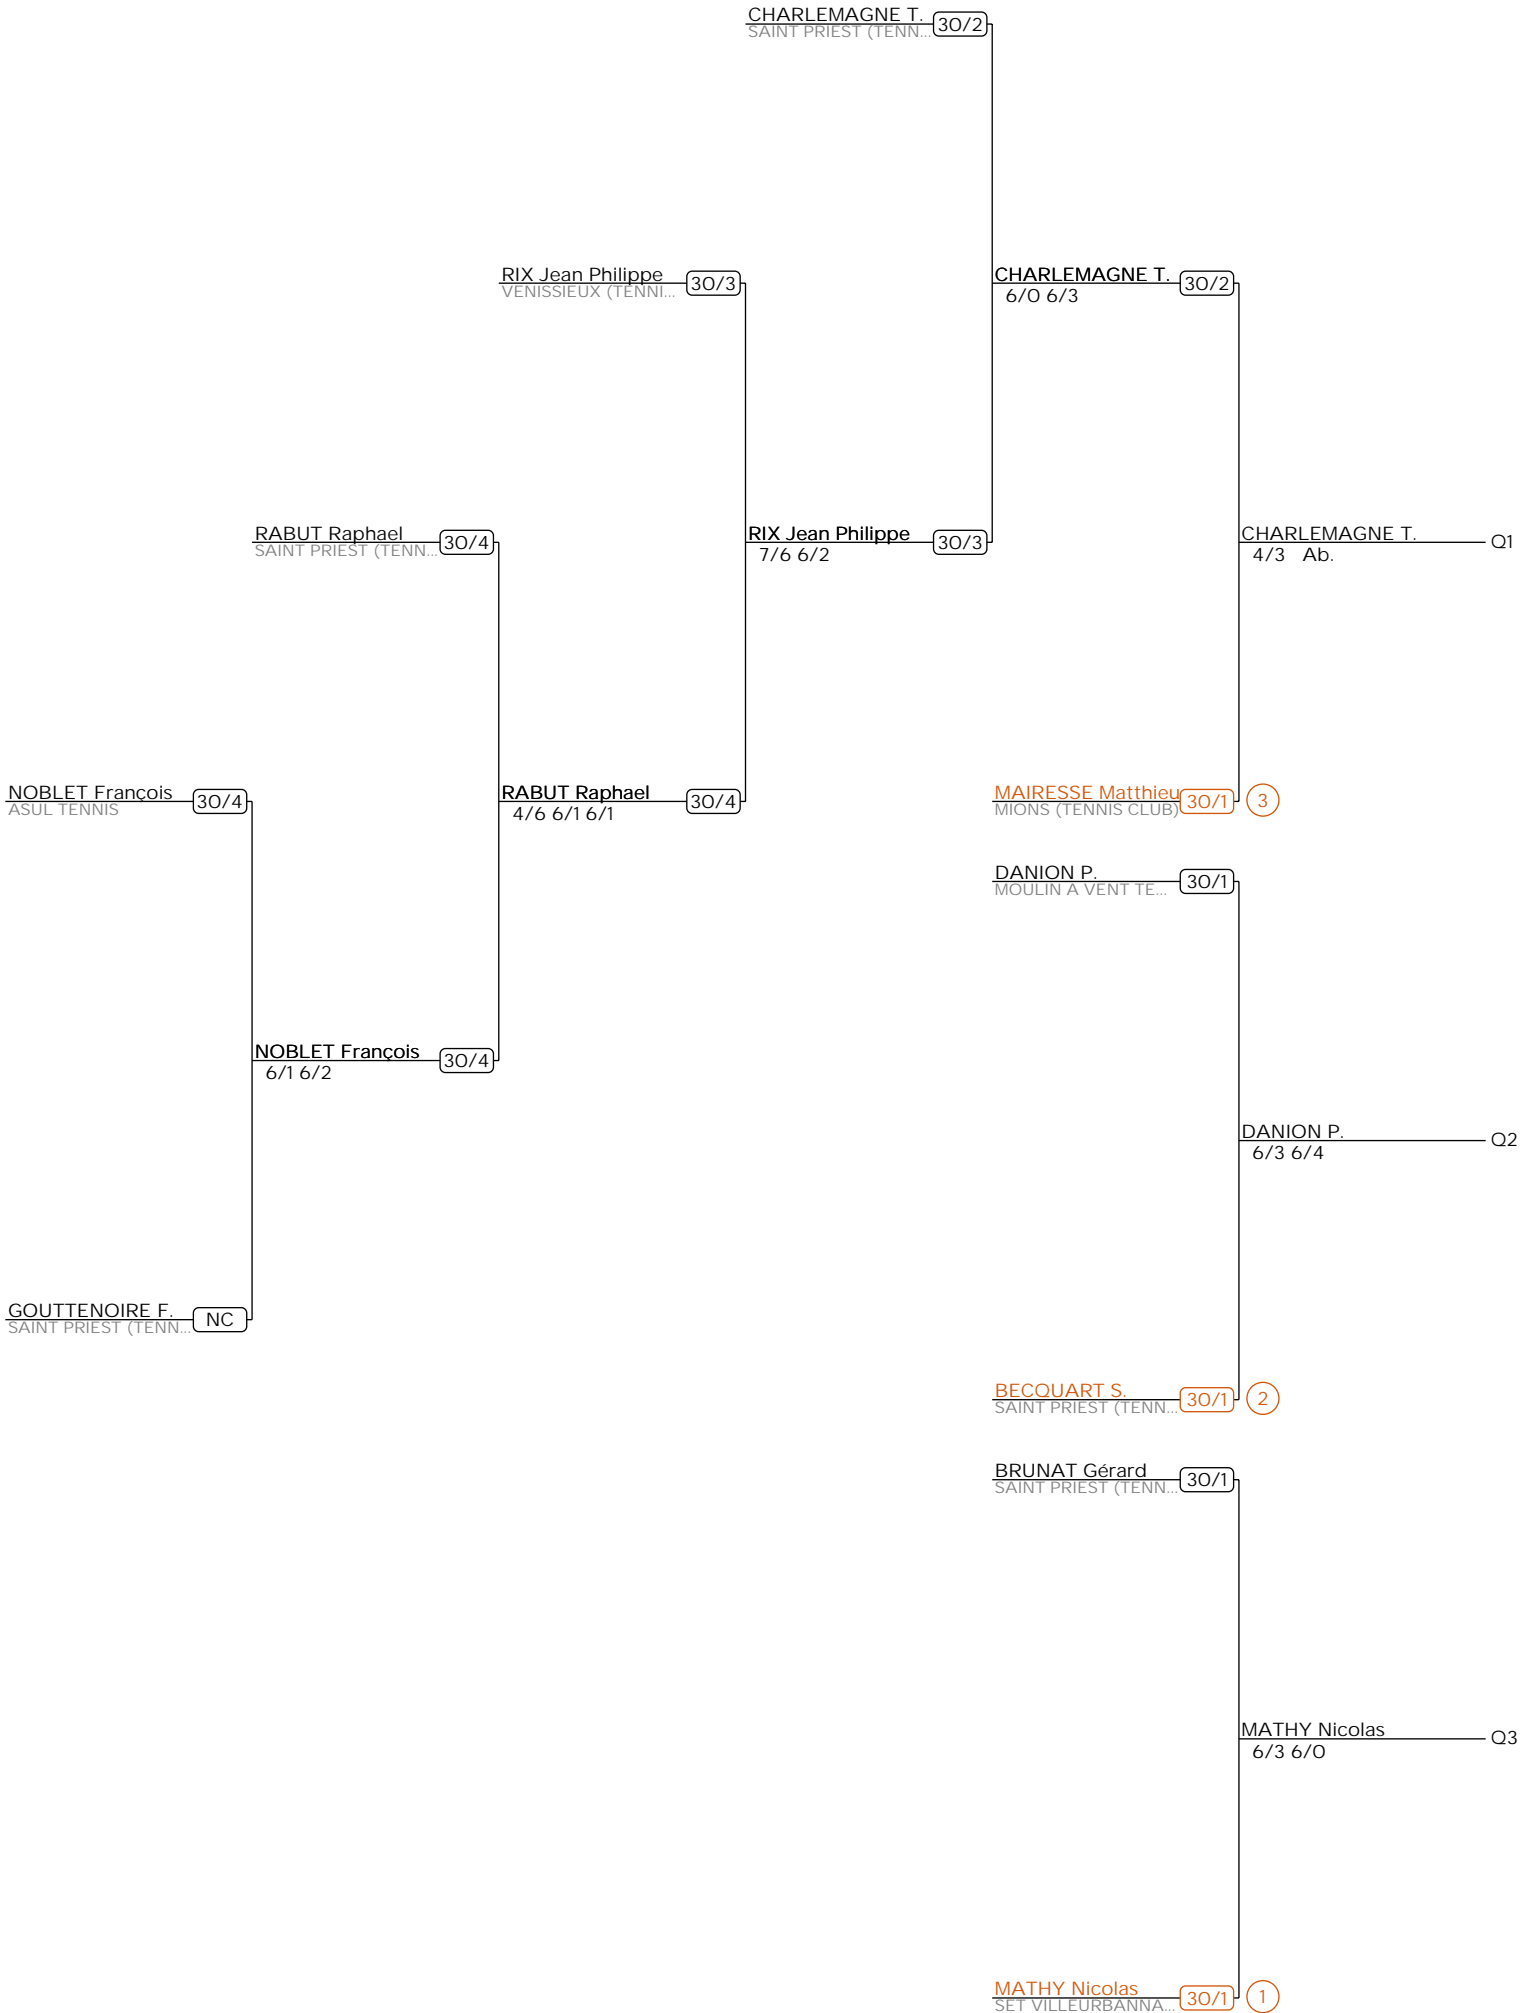 CHARLEMAGNE T.
SAINT PRIEST (TENN...
30/2
RIX Jean Philippe
VENISSIEUX (TENNI...
30/3
CHARLEMAGNE T.
6/0 6/3
30/2
RABUT Raphael
SAINT PRIEST (TENN...
30/4
RIX Jean Philippe
7/6 6/2
30/3
CHARLEMAGNE T.
4/3 Ab.
Q1
NOBLET François
ASUL TENNIS
30/4
RABUT Raphael
4/6 6/1 6/1
30/4
MAIRESSE Matthieu
MIONS (TENNIS CLUB)
30/1
3
DANION P.
MOULIN A VENT TE...
30/1
NOBLET François
6/1 6/2
30/4
DANION P.
6/3 6/4
Q2
GOUTTENOIRE F.
SAINT PRIEST (TENN...
NC
BECQUART S.
SAINT PRIEST (TENN...
30/1
2
BRUNAT Gérard
SAINT PRIEST (TENN...
30/1
MATHY Nicolas
6/3 6/0
Q3
MATHY Nicolas
SET VILLEURBANNA...
30/1
1